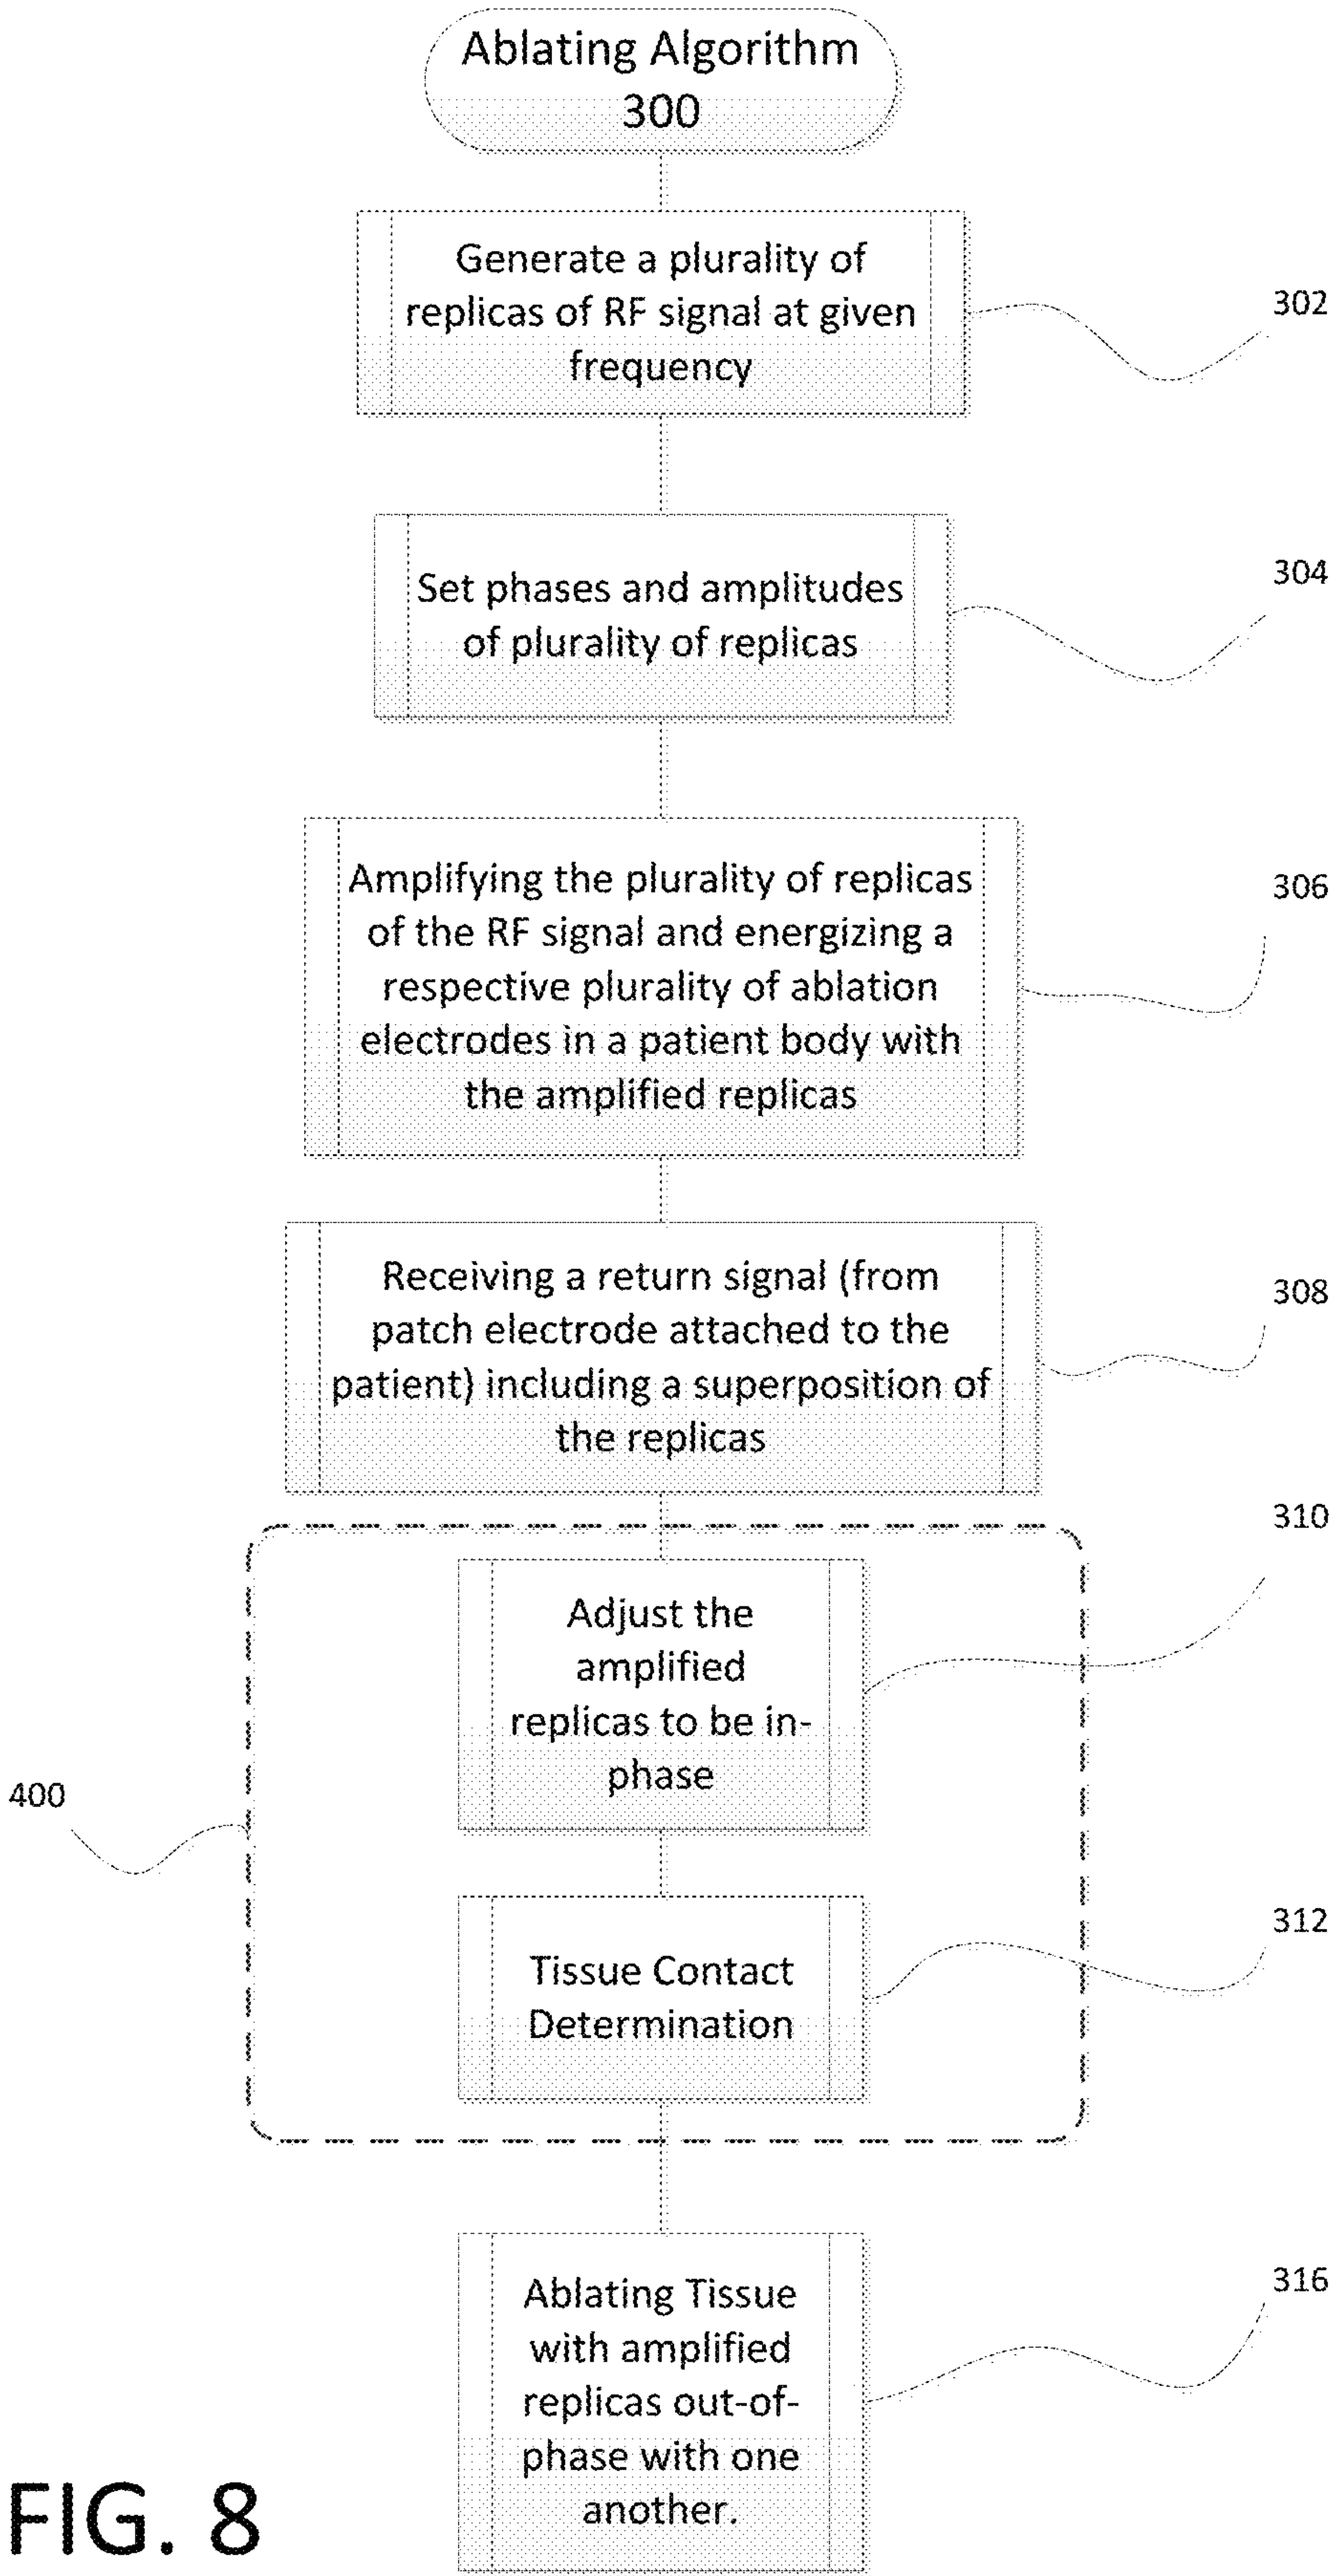 Ablating Algorithm
300
Generate a plurality of
replicas of RF signal at given
frequency
302
Set phases and amplitudes
of plurality of replicas
304
Amplifying the plurality of replicas
of the RF signal and energizing a
respective plurality of ablation
electrodes in a patient body with
the amplified replicas
306
Receiving a return signal (from
patch electrode attached to the
patient) including a superposition of
the replicas
308
Adjust the
amplified
replicas to be in-
phase
310
400
Tissue Contact
Determination
312
Ablating Tissue
with amplified
replicas out-of-
phase with one
another.
316
FIG. 8